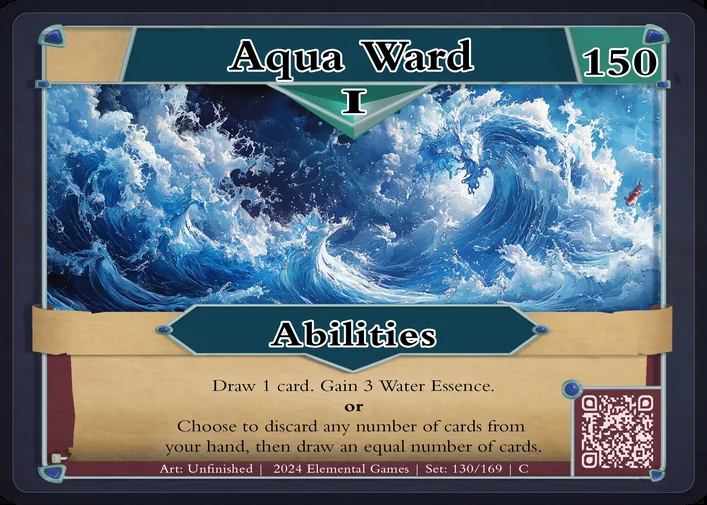 Aqua Ward
150
I
Abilities
Draw 1 card. Gain 3 Water Essence.
or
Choose to discard any number of cards from
your hand, then draw an equal number of cards.
Art: Unfinished | 2024 Elemental Games | Set: 130/169 | C